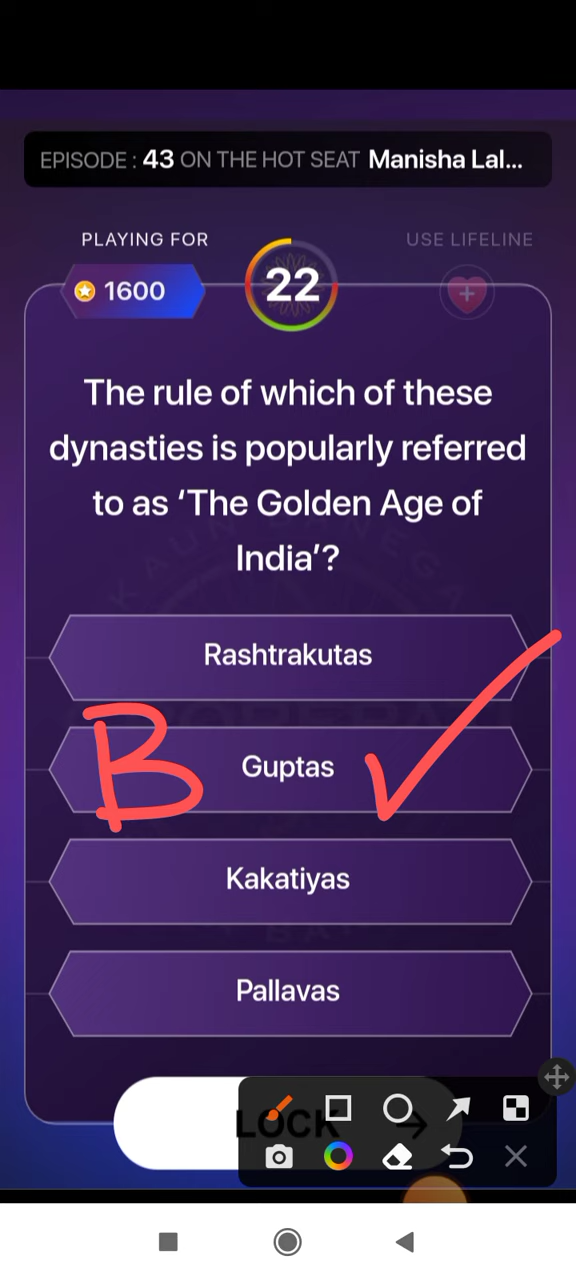 EPISODE : 43 ON THE HOT SEAT Manisha Lal...
PLAYING FOR
USE LIFELINE
1600
22
The rule of which of these
dynasties is popularly referred
to as ‘The Golden Age of
India’?
Rashtrakutas
B
Guptas
Kakatiyas
Pallavas
LOCK